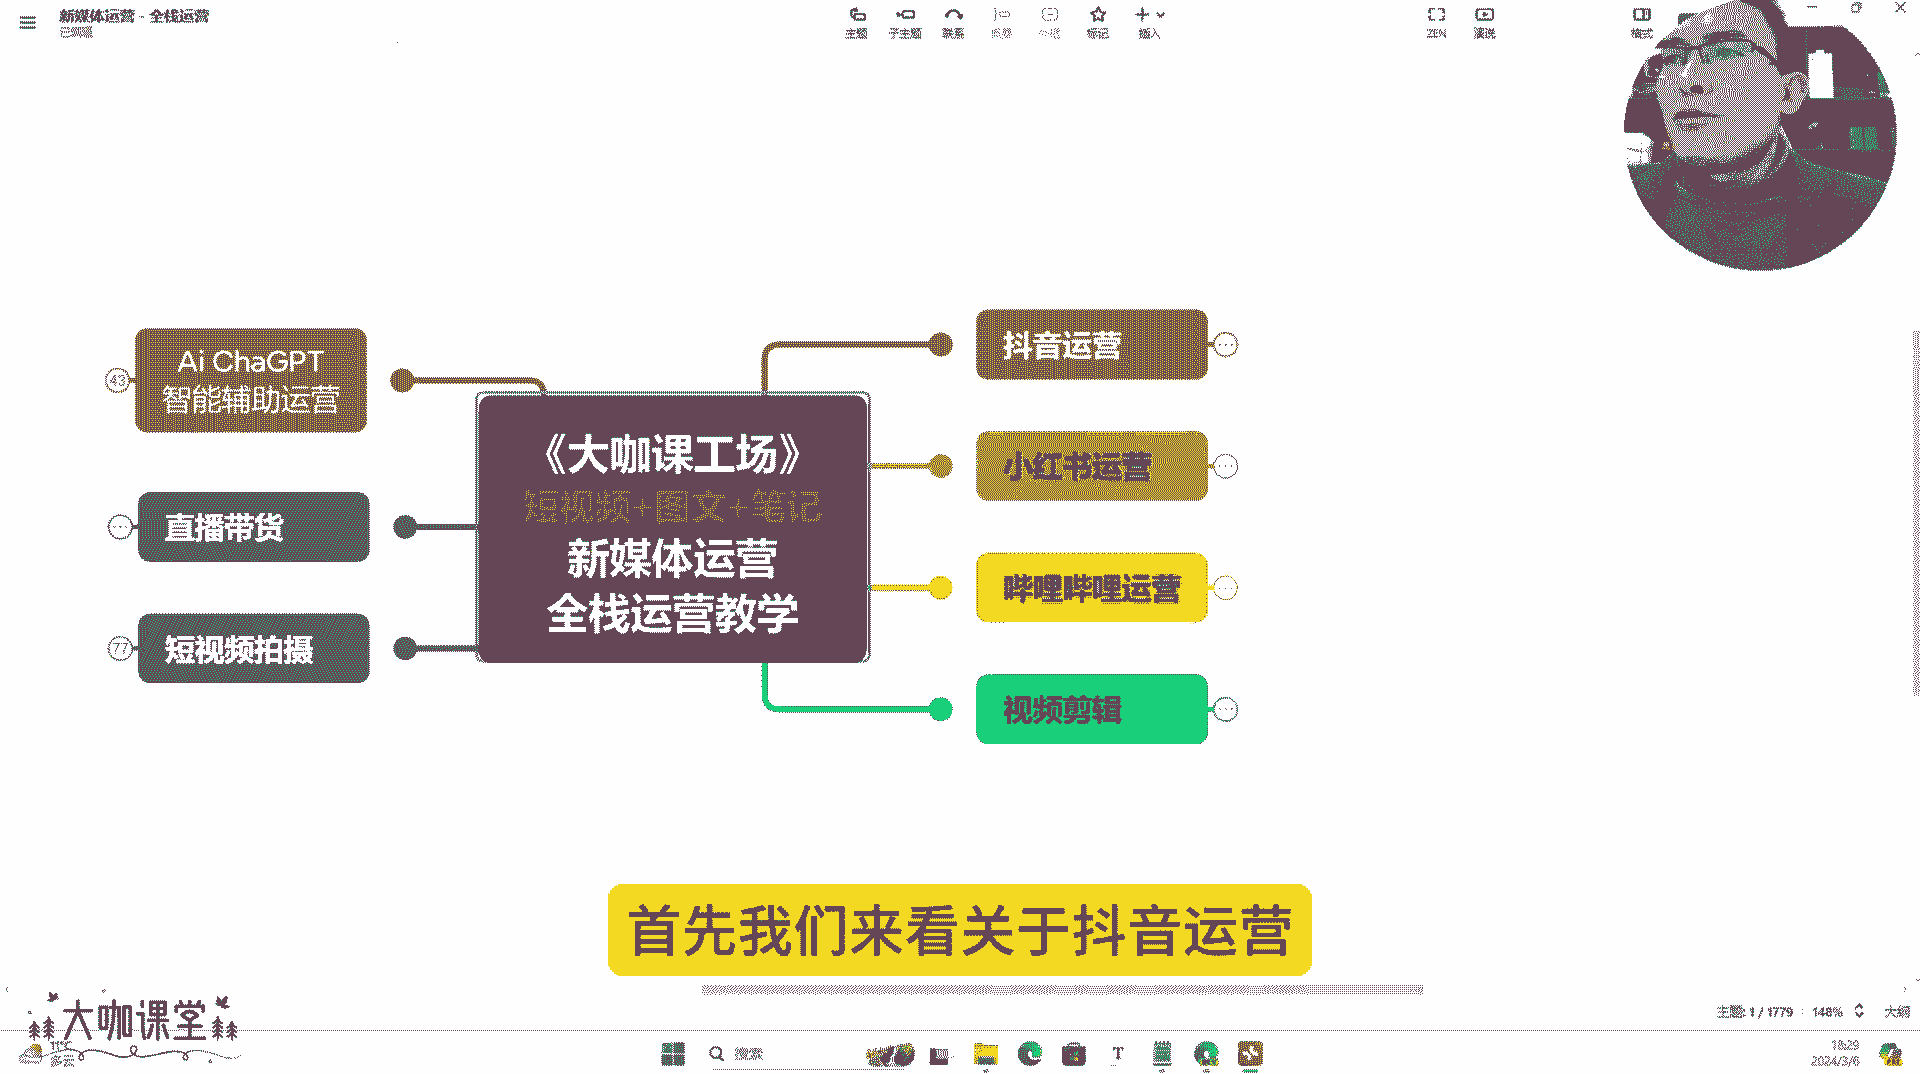 新媒体运营 - 全栈运营
已编辑
主题 子主题 联系 概要 外框 标记 插入
ZEN 演说 格式
43
Ai ChaGPT
智能辅助运营
直播带货
77
短视频拍摄
《大咖课工场》
短视频+图文+笔记
新媒体运营
全栈运营教学
抖音运营
小红书运营
哔哩哔哩运营
视频剪辑
首先我们来看关于抖音运营
大咖课堂
主题: 1 / 1779
148%
大纲
11°C
多云
搜索
18:29
2024/3/6